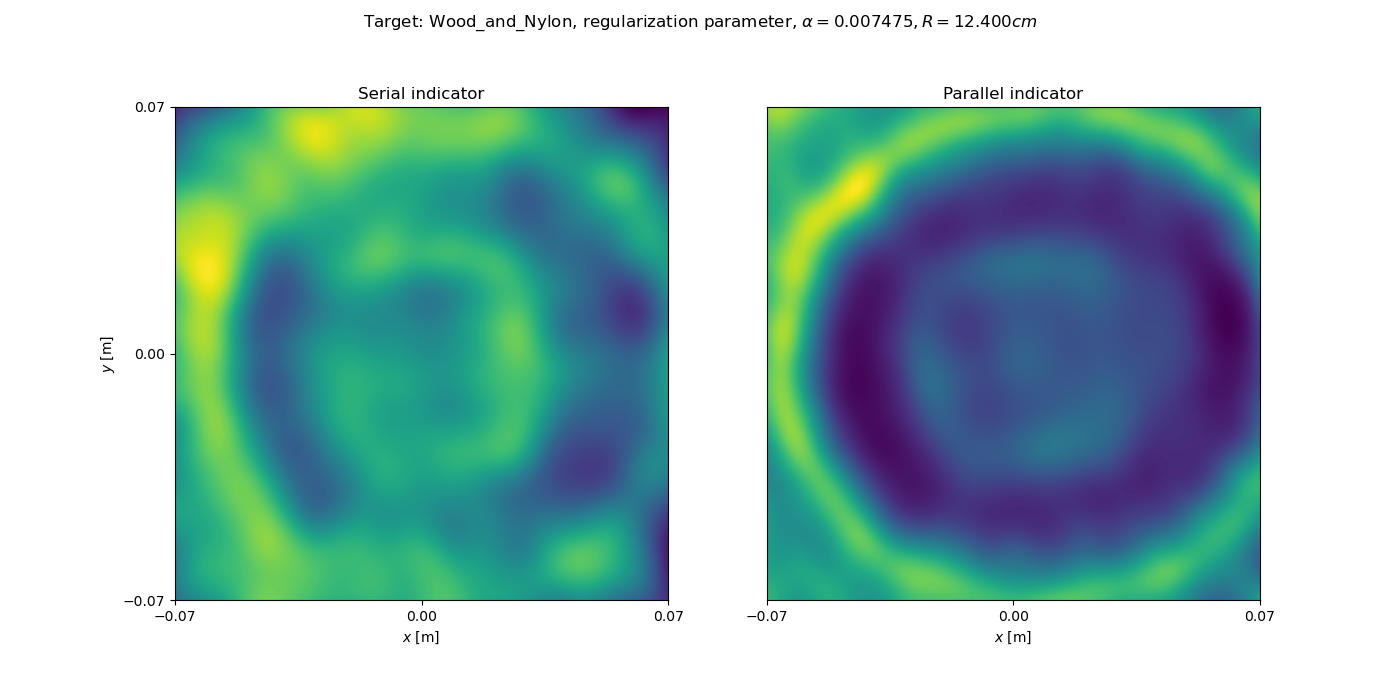 Target: Wood_and_Nylon, regularization parameter, α = 0.007475, R = 12.400cm
Serial indicator
Parallel indicator
0.07
0.00
−0.07
y [m]
−0.07
0.00
0.07
x [m]
−0.07
0.00
0.07
x [m]